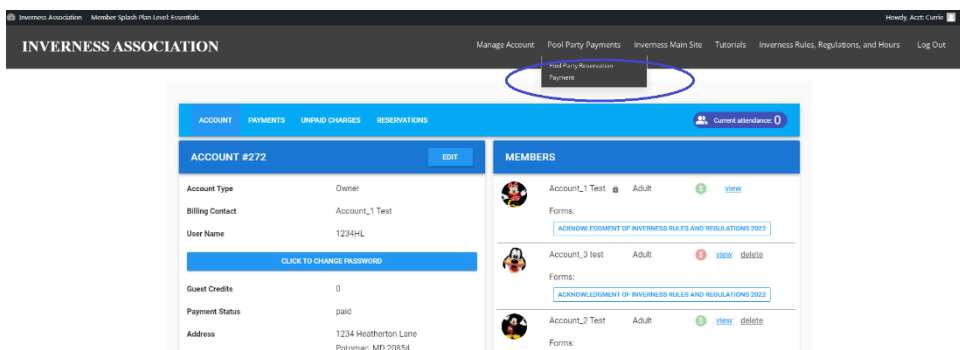 Inverness Association Member Splash Plan Level: Essentials Howdy, Acct: Currie
INVERNESS ASSOCIATION Manage Account Pool Party Payments Inverness Main Site Tutorials Inverness Rules, Regulations, and Hours Log Out
Pool Party Reservation
Payment
ACCOUNT PAYMENTS UNPAID CHARGES RESERVATIONS Current attendance: 0
ACCOUNT #272 EDIT MEMBERS
Account Type Owner Account_1 Test Adult $ view
Billing Contact Account_1 Test Forms:
User Name 1234HL ACKNOWLEDGMENT OF INVERNESS RULES AND REGULATIONS 2022
CLICK TO CHANGE PASSWORD Account_3 test Adult $ view delete
Forms:
Guest Credits 0 ACKNOWLEDGMENT OF INVERNESS RULES AND REGULATIONS 2022
Payment Status paid Account_2 Test Adult $ view delete
Address 1234 Heatherton Lane
Potomac, MD 20854 Forms: